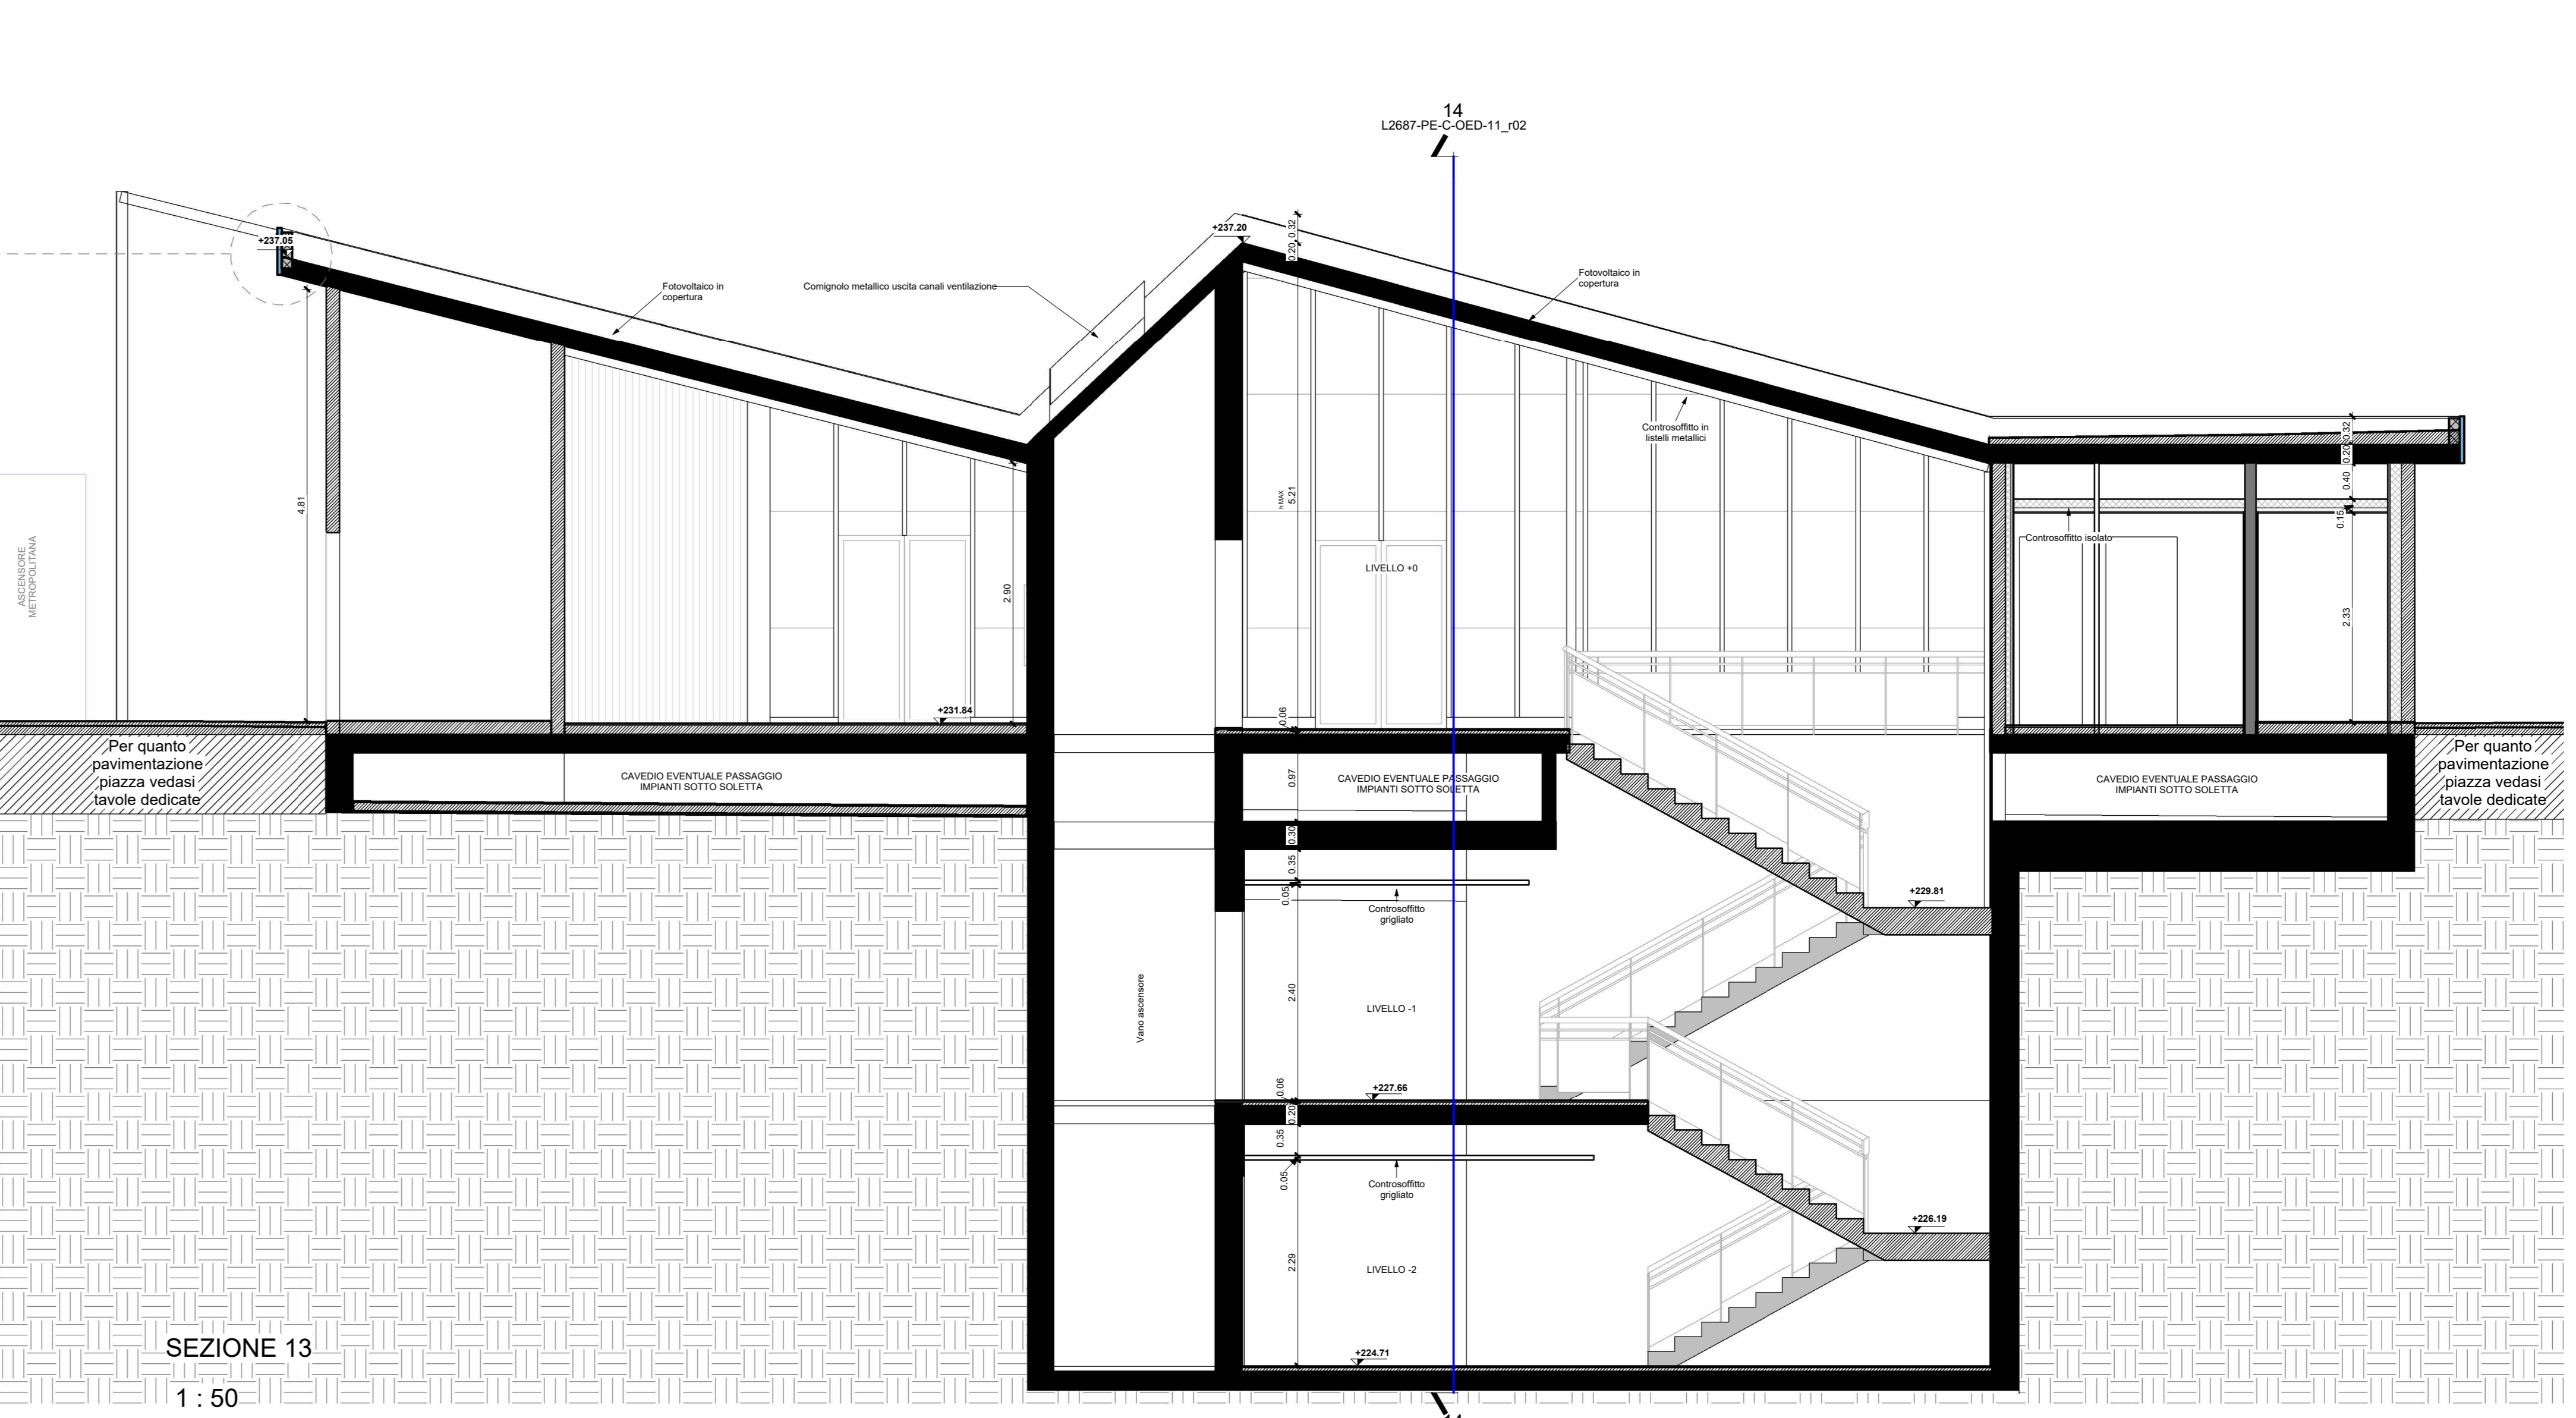 14
L2687-PE-C-OED-11_r02
+237.05
+237.20
0.32
0.20
Fotovoltaico in
copertura
Comignolo metallico uscita canali ventilazione
Fotovoltaico in
copertura
Controsoffitto in
listelli metallici
0.32
0.20
0.40
0.15
2.33
Controsoffitto isolato
4.81
h MAX
5.21
2.90
LIVELLO +0
ASCENSORE
METROPOLITANA
+231.84
0.06
Per quanto
pavimentazione
piazza vedasi
tavole dedicate
CAVEDIO EVENTUALE PASSAGGIO
IMPIANTI SOTTO SOLETTA
0.97
CAVEDIO EVENTUALE PASSAGGIO
IMPIANTI SOTTO SOLETTA
CAVEDIO EVENTUALE PASSAGGIO
IMPIANTI SOTTO SOLETTA
Per quanto
pavimentazione
piazza vedasi
tavole dedicate
0.30
0.35
0.05
Controsoffitto
grigliato
+229.81
Vano ascensore
2.40
LIVELLO -1
+227.66
0.06
0.20
0.35
0.05
Controsoffitto
grigliato
+226.19
2.29
LIVELLO -2
+224.71
SEZIONE 13
1 : 50